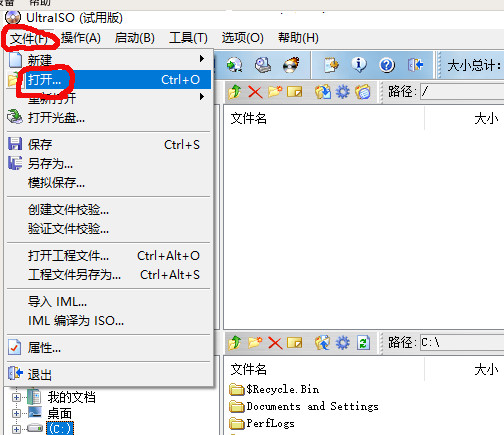 帮助
UltraISO (试用版)
文件(F) 操作(A) 启动(B) 工具(T) 选项(O) 帮助(H)
大小总计:
新建
打开... Ctrl+O
重新打开
打开光盘...
保存 Ctrl+S
另存为...
模拟保存...
创建文件校验...
验证文件校验...
打开工程文件... Ctrl+Alt+O
工程文件另存为... Ctrl+Alt+S
导入 IML...
IML 编译为 ISO...
属性...
退出
路径: /
文件名 大小
路径: C:\
文件名 大小
$Recycle.Bin
Documents and Settings
PerfLogs
我的文档
桌面
(C:)